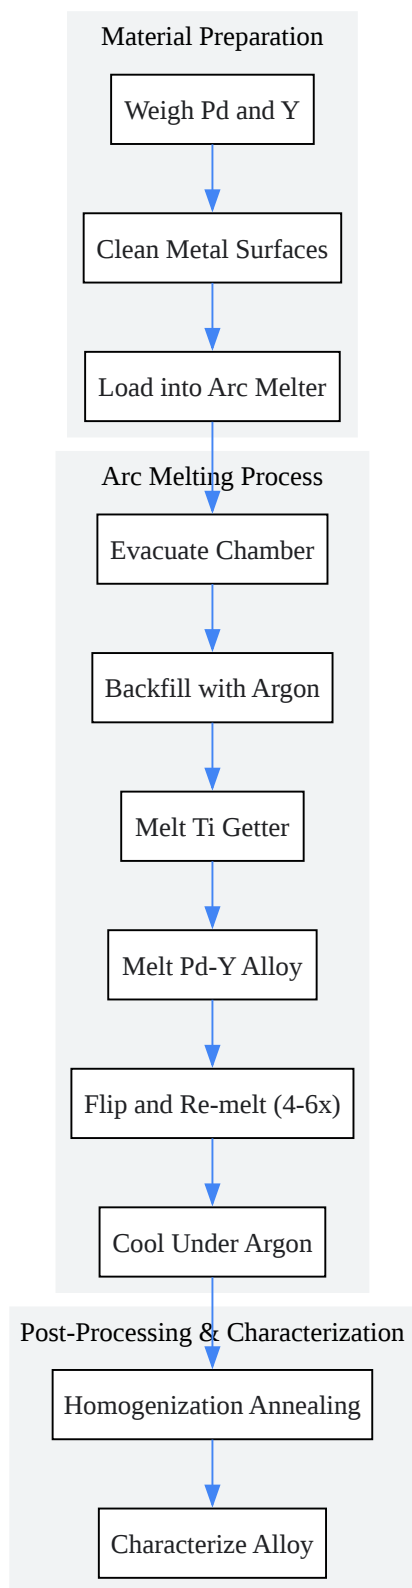 Material Preparation
Weigh Pd and Y
Clean Metal Surfaces
Load into Arc Melter
Arc Melting Process
Evacuate Chamber
Backfill with Argon
Melt Ti Getter
Melt Pd-Y Alloy
Flip and Re-melt (4-6x)
Cool Under Argon
Post-Processing & Characterization
Homogenization Annealing
Characterize Alloy